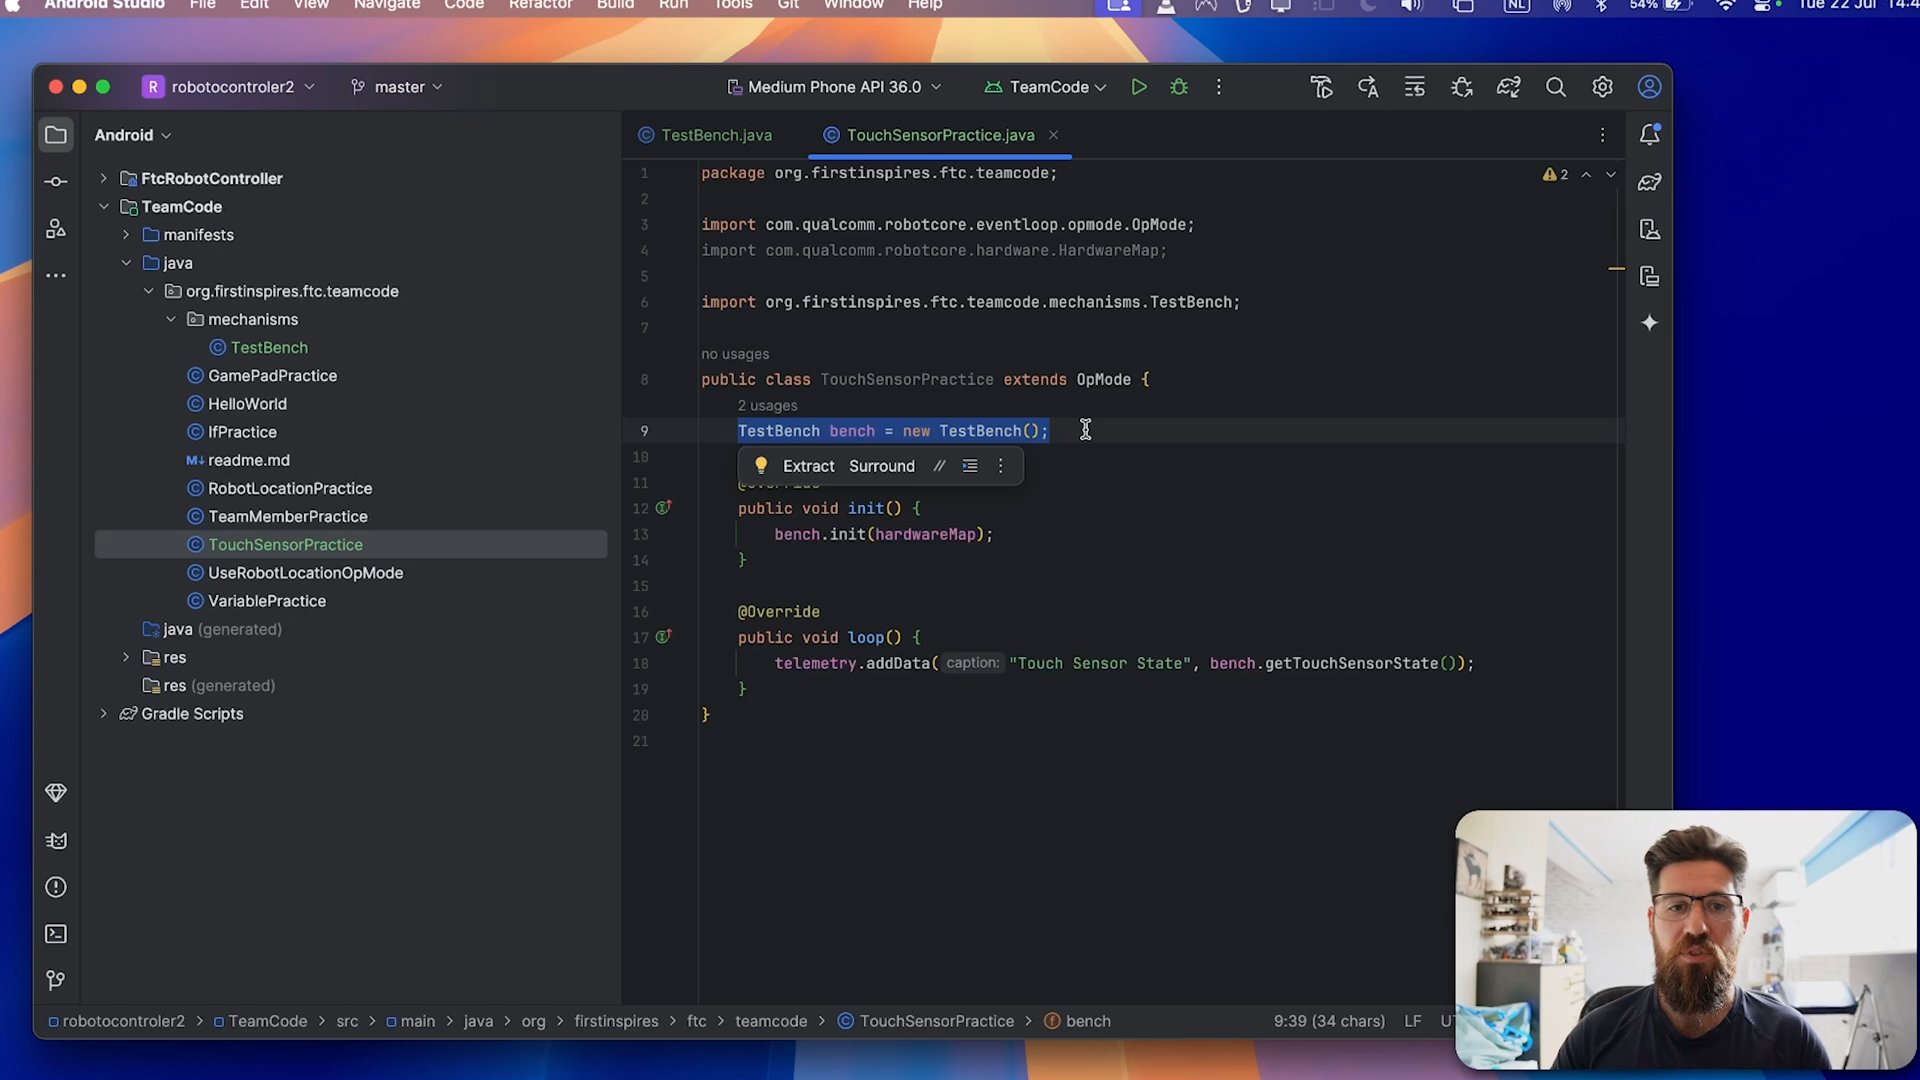 Android Studio File Edit View Navigate Code Refactor Build Run Tools Git Window Help NL 54% Tue 22 Jul
R robotocontroler2 master Medium Phone API 36.0 TeamCode
Android
TestBench.java TouchSensorPractice.java
FtcRobotController
TeamCode
manifests
java
org.firstinspires.ftc.teamcode
mechanisms
TestBench
GamePadPractice
HelloWorld
IfPractice
M↓ readme.md
RobotLocationPractice
TeamMemberPractice
TouchSensorPractice
UseRobotLocationOpMode
VariablePractice
java (generated)
res
res (generated)
Gradle Scripts
1 package org.firstinspires.ftc.teamcode;
2
2
3 import com.qualcomm.robotcore.eventloop.opmode.OpMode;
4 import com.qualcomm.robotcore.hardware.HardwareMap;
5
6 import org.firstinspires.ftc.teamcode.mechanisms.TestBench;
7
no usages
8 public class TouchSensorPractice extends OpMode {
2 usages
9 TestBench bench = new TestBench();
10 Extract Surround //
11
12 public void init() {
13 bench.init(hardwareMap);
14 }
15
16 @Override
17 public void loop() {
18 telemetry.addData( caption: "Touch Sensor State", bench.getTouchSensorState());
19 }
20 }
21
robotocontroler2 > TeamCode > src > main > java > org > firstinspires > ftc > teamcode > TouchSensorPractice > bench 9:39 (34 chars) LF